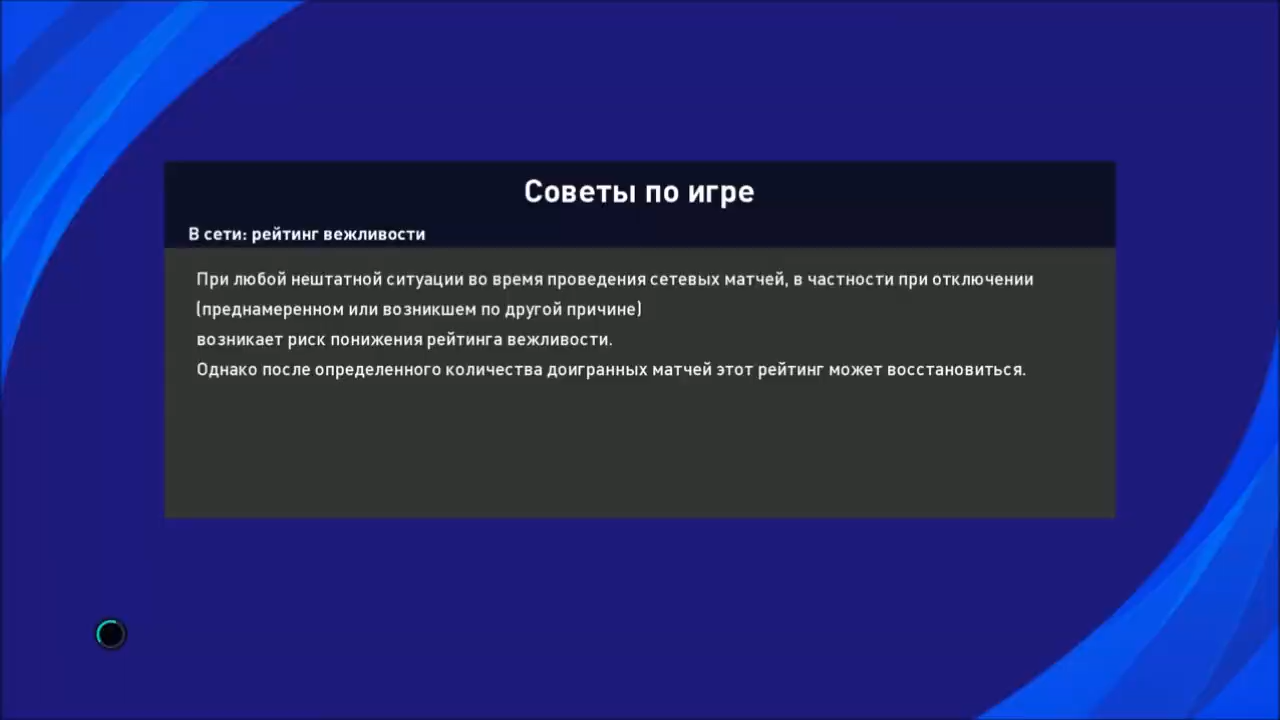 Советы по игре
В сети: рейтинг вежливости
При любой нештатной ситуации во время проведения сетевых матчей, в частности при отключении
(преднамеренном или возникшем по другой причине)
возникает риск понижения рейтинга вежливости.
Однако после определенного количества доигранных матчей этот рейтинг может восстановиться.